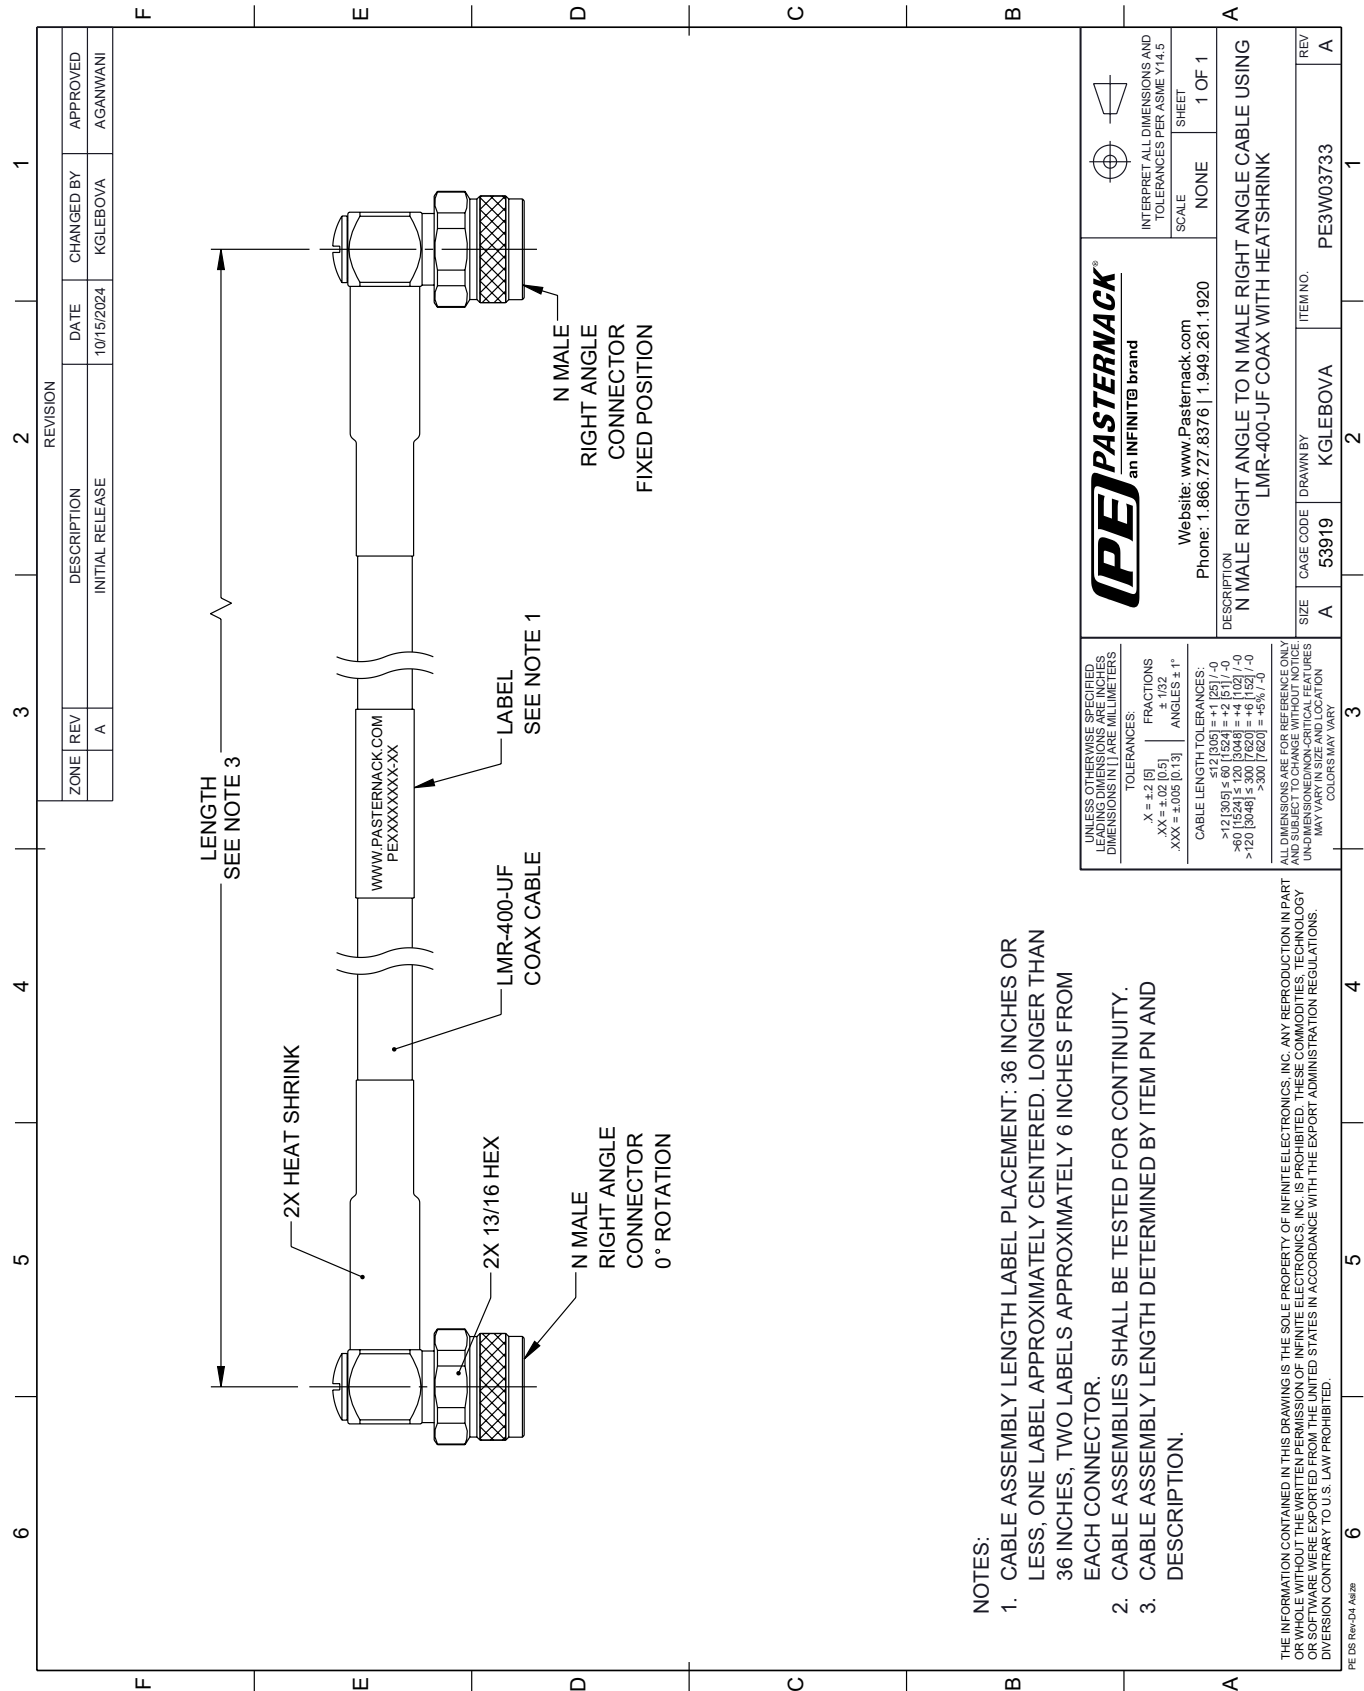 6
5
4
3
2
1
REVISION
ZONE
REV
DESCRIPTION
DATE
CHANGED BY
APPROVED
A
INITIAL RELEASE
10/15/2024
KGLEBOVA
AGANWANI
F
E
D
C
B
A
F
E
D
C
B
A
LENGTH
SEE NOTE 3
2X HEAT SHRINK
WWW.PASTERNACK.COM
PEXXXXXXXX-XX
2X 13/16 HEX
LMR-400-UF
COAX CABLE
LABEL
SEE NOTE 1
N MALE
RIGHT ANGLE
CONNECTOR
0° ROTATION
N MALE
RIGHT ANGLE
CONNECTOR
FIXED POSITION
NOTES:
1. CABLE ASSEMBLY LENGTH LABEL PLACEMENT: 36 INCHES OR
LESS, ONE LABEL APPROXIMATELY CENTERED. LONGER THAN
36 INCHES, TWO LABELS APPROXIMATELY 6 INCHES FROM
EACH CONNECTOR.
2. CABLE ASSEMBLIES SHALL BE TESTED FOR CONTINUITY.
3. CABLE ASSEMBLY LENGTH DETERMINED BY ITEM PN AND
DESCRIPTION.
THE INFORMATION CONTAINED IN THIS DRAWING IS THE SOLE PROPERTY OF INFINITE ELECTRONICS, INC. ANY REPRODUCTION IN PART
OR WHOLE WITHOUT THE WRITTEN PERMISSION OF INFINITE ELECTRONICS, INC. IS PROHIBITED. THESE COMMODITIES, TECHNOLOGY
OR SOFTWARE WERE EXPORTED FROM THE UNITED STATES IN ACCORDANCE WITH THE EXPORT ADMINISTRATION REGULATIONS.
DIVERSION CONTRARY TO U.S. LAW PROHIBITED.
UNLESS OTHERWISE SPECIFIED
LEADING DIMENSIONS ARE INCHES
DIMENSIONS IN [ ] ARE MILLIMETERS
TOLERANCES:
.X = ±.2 [5]
.XX = ±.02 [0.5]
.XXX = ±.005 [0.13]
FRACTIONS
± 1/32
ANGLES ± 1°
CABLE LENGTH TOLERANCES:
≤12 [305] = +1 [25] / -0
>12 [305] ≤ 60 [1524] = +2 [51] / -0
>60 [1524] ≤ 120 [3048] = +4 [102] / -0
>120 [3048] ≤ 300 [7620] = +6 [152] / -0
>300 [7620] = +5% / -0
ALL DIMENSIONS ARE FOR REFERENCE ONLY
AND SUBJECT TO CHANGE WITHOUT NOTICE.
UN-DIMENSIONED/NON-CRITICAL FEATURES
MAY VARY IN SIZE AND LOCATION
COLORS MAY VARY
PE PASTERNACK®
an INFINIT@ brand
Website: www.Pasternack.com
Phone: 1.866.727.8376 | 1.949.261.1920
INTERPRET ALL DIMENSIONS AND
TOLERANCES PER ASME Y14.5
SCALE
NONE
SHEET
1 OF 1
DESCRIPTION
N MALE RIGHT ANGLE TO N MALE RIGHT ANGLE CABLE USING
LMR-400-UF COAX WITH HEATSHRINK
SIZE
A
CAGE CODE
53919
DRAWN BY
KGLEBOVA
ITEM NO.
PE3W03733
REV
A
6
5
4
3
2
1
PE DS Rev-D4 Asize